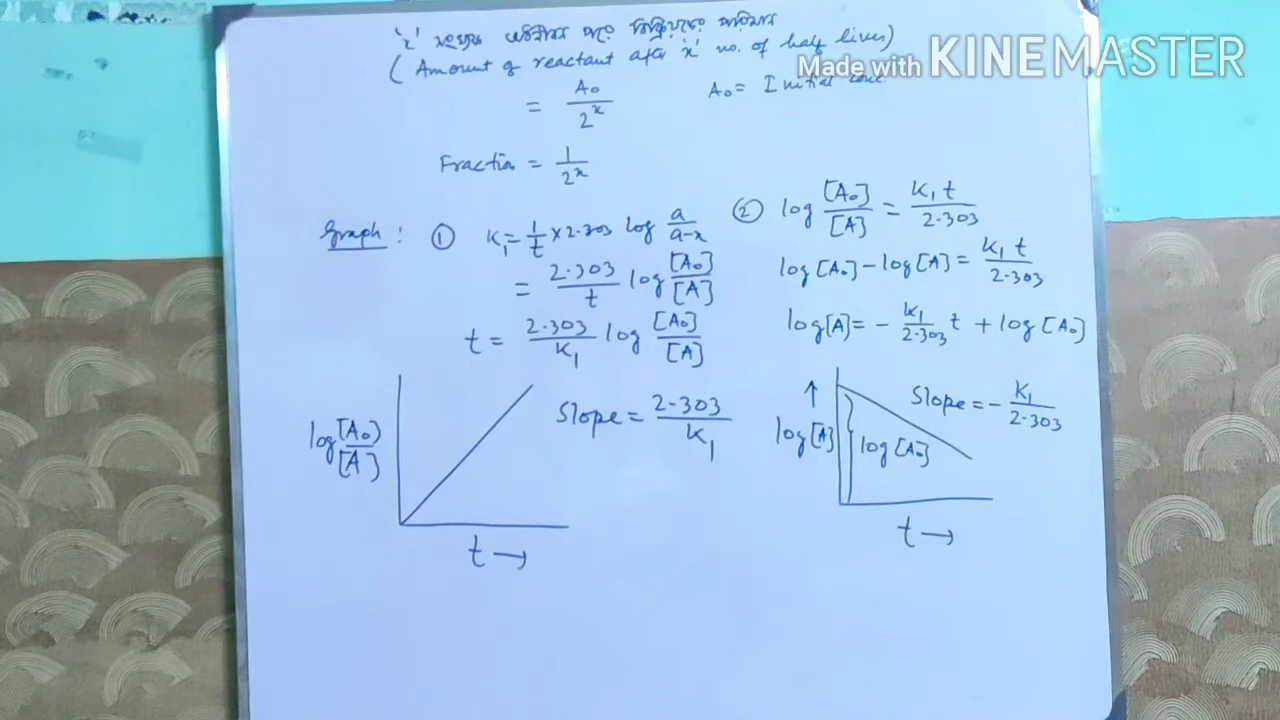 'x' সংখ্যক
(Amount of reactant after 'x' no. of half lives)
Made with KINEMASTER
= A₀/2ˣ
A₀ = Initial conc.
Fraction = 1/2ˣ
Graph : ① K₁ = 1/t × 2.303 log a/a-x
= 2.303/t log [A₀]/[A]
t = 2.303/K₁ log [A₀]/[A]
② log [A₀]/[A] = K₁t/2.303
log [A₀] - log [A] = K₁t/2.303
log [A] = - K₁/2.303 t + log [A₀]
log [A₀]/[A]
Slope = 2.303/K₁
t →
log [A]
log [A₀]
Slope = - K₁/2.303
t →